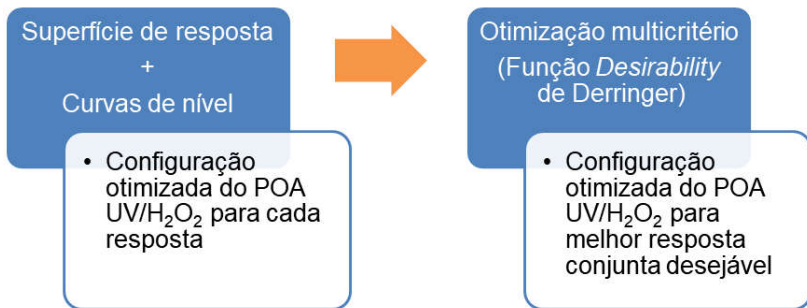 Superfície de resposta
+
Curvas de nível
• Configuração
otimizada do POA
UV/H₂O₂ para cada
resposta
Otimização multicritério
(Função Desirability
de Derringer)
• Configuração
otimizada do POA
UV/H₂O₂ para
melhor resposta
conjunta desejável